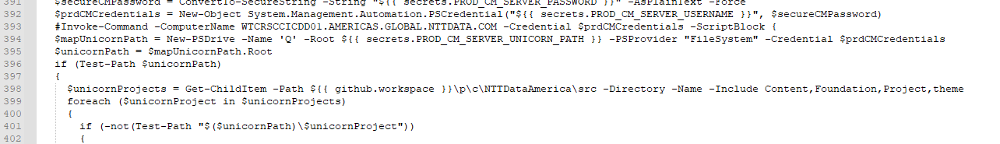 391 $secureCMPassword = ConvertTo-SecureString -String "${{ secrets.PROD_CM_SERVER_PASSWORD }}" -AsPlainText -Force
392 $prdCMCredentials = New-Object System.Management.Automation.PSCredential("${{ secrets.PROD_CM_SERVER_USERNAME }}", $secureCMPassword)
393 #Invoke-Command -ComputerName WTCRSCCICDD01.AMERICAS.GLOBAL.NTTDATA.COM -Credential $prdCMCredentials -ScriptBlock {
394 $mapUnicornPath = New-PSDrive -Name 'Q' -Root ${{ secrets.PROD_CM_SERVER_UNICORN_PATH }} -PSProvider "FileSystem" -Credential $prdCMCredentials
395 $unicornPath = $mapUnicornPath.Root
396 if (Test-Path $unicornPath)
397 {
398 $unicornProjects = Get-ChildItem -Path ${{ github.workspace }}\p\c\NTTDataAmerica\src -Directory -Name -Include Content,Foundation,Project,theme
399 foreach ($unicornProject in $unicornProjects)
400 {
401 if (-not(Test-Path "$($unicornPath)\$unicornProject"))
402 {